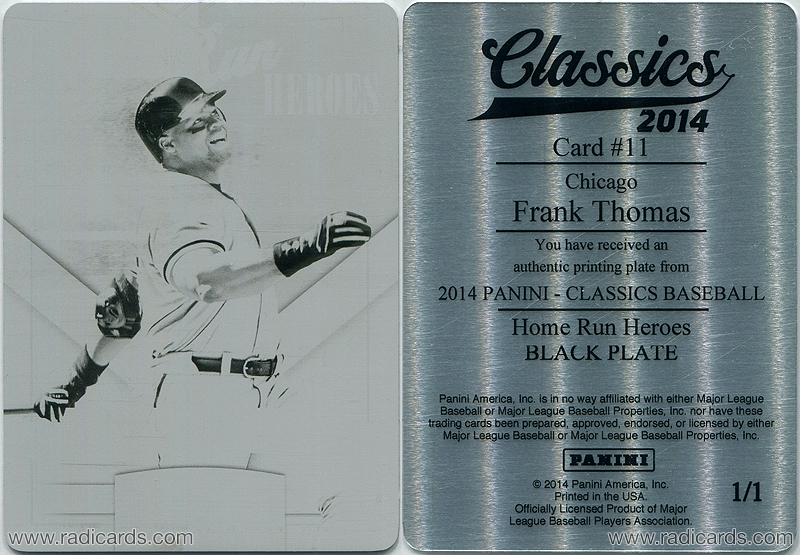 Run
HEROES
www.radicards.com
Classics
2014
Card #11
Chicago
Frank Thomas
You have received an
authentic printing plate from
2014 PANINI - CLASSICS BASEBALL
Home Run Heroes
BLACK PLATE
Panini America, Inc. is in no way affiliated with either Major League
Baseball or Major League Baseball Properties, Inc. nor have these
trading cards been prepared, approved, endorsed, or licensed by either
Major League Baseball or Major League Baseball Properties, Inc.
PANINI
© 2014 Panini America, Inc.
Printed in the USA.
Officially Licensed Product of Major
League Baseball Players Association.
1/1
www.radicards.com